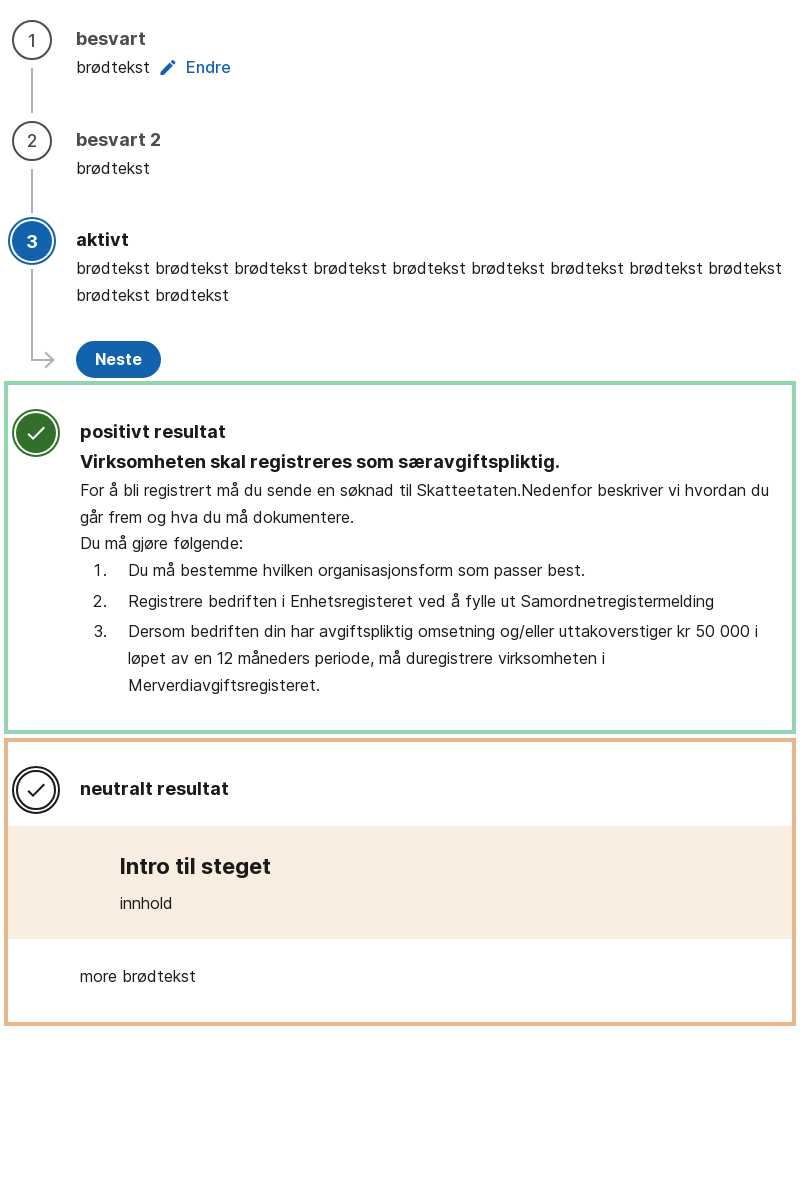 1 besvart
brødtekst Endre
2 besvart 2
brødtekst
3 aktivt
brødtekst brødtekst brødtekst brødtekst brødtekst brødtekst brødtekst brødtekst brødtekst
brødtekst brødtekst
Neste
positivt resultat
Virksomheten skal registreres som særavgiftspliktig.
For å bli registrert må du sende en søknad til Skatteetaten.Nedenfor beskriver vi hvordan du
går frem og hva du må dokumentere.
Du må gjøre følgende:
1. Du må bestemme hvilken organisasjonsform som passer best.
2. Registrere bedriften i Enhetsregisteret ved å fylle ut Samordnetregistermelding
3. Dersom bedriften din har avgiftspliktig omsetning og/eller uttakoverstiger kr 50 000 i
løpet av en 12 måneders periode, må duregistrere virksomheten i
Merverdiavgiftsregisteret.
neutralt resultat
Intro til steget
innhold
more brødtekst